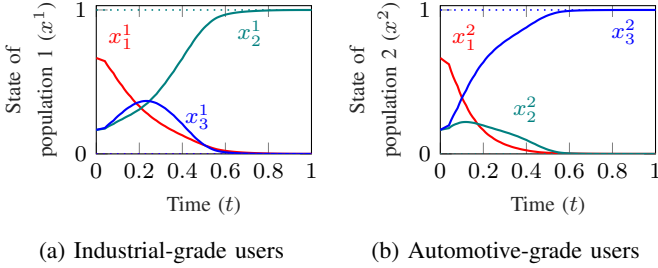 State of
population 1 (x¹)
1
0
x₁¹
x₂¹
x₃¹
0 0.2 0.4 0.6 0.8 1
Time (t)
(a) Industrial-grade users
State of
population 2 (x²)
1
0
x₁²
x₃²
x₂²
0 0.2 0.4 0.6 0.8 1
Time (t)
(b) Automotive-grade users